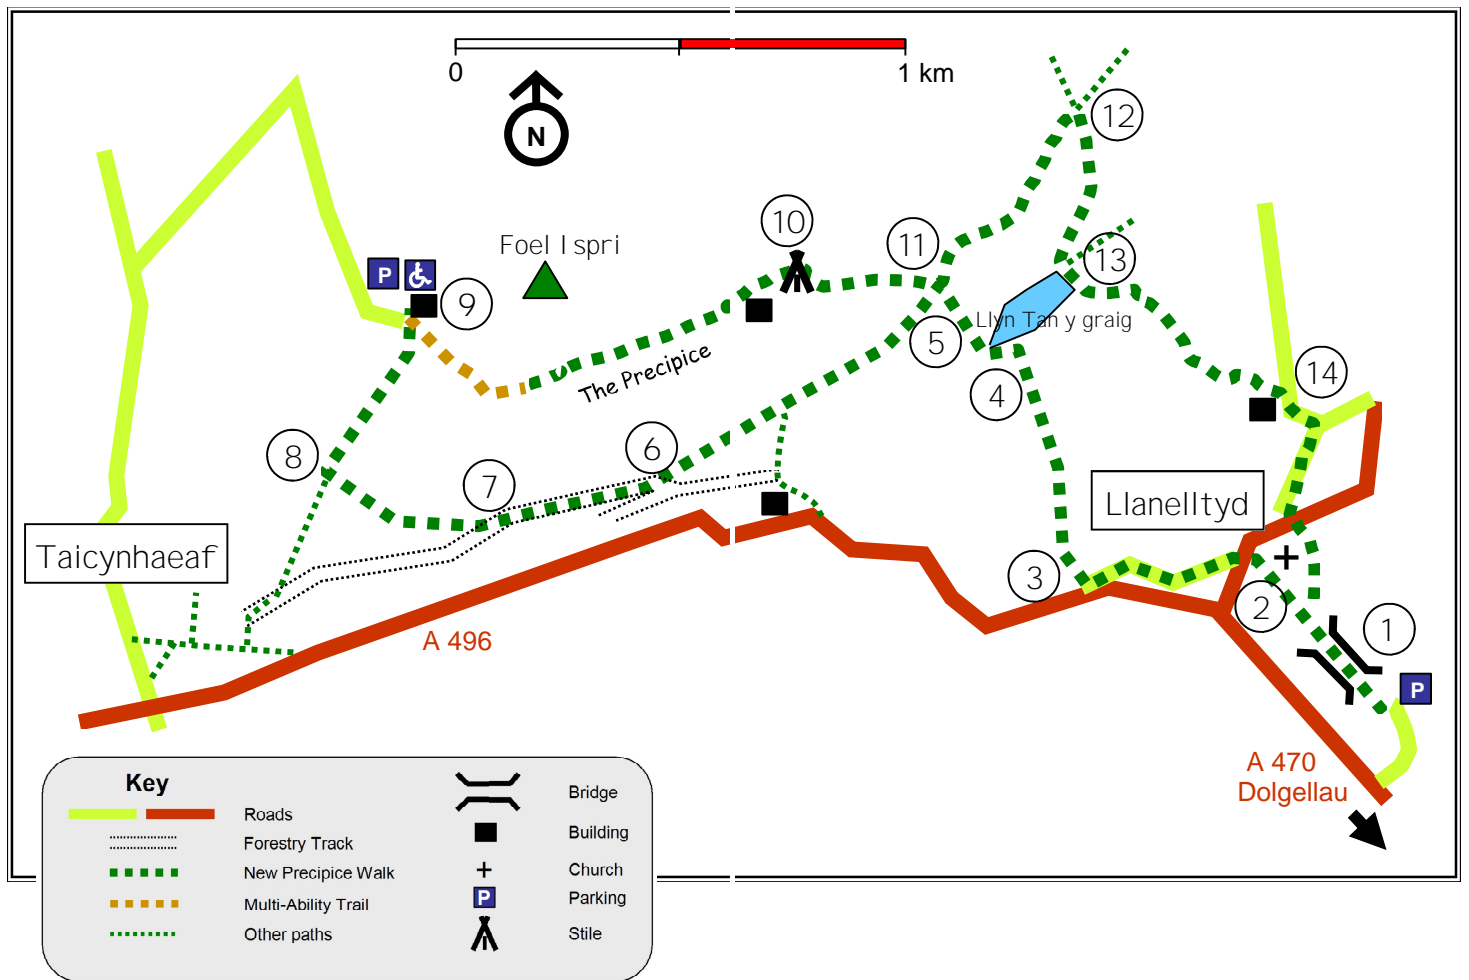 0
1 km
N
12
10
11
13
Foel Ispri
P
9
Llyn Tan y graig
5
The Precipice
14
4
8
6
7
Llanelltyd
Taicynhaeaf
3
2
1
A 496
P
A 470
Dolgellau
Key
Roads
Forestry Track
New Precipice Walk
Multi-Ability Trail
Other paths
Bridge
Building
Church
P
Parking
Stile